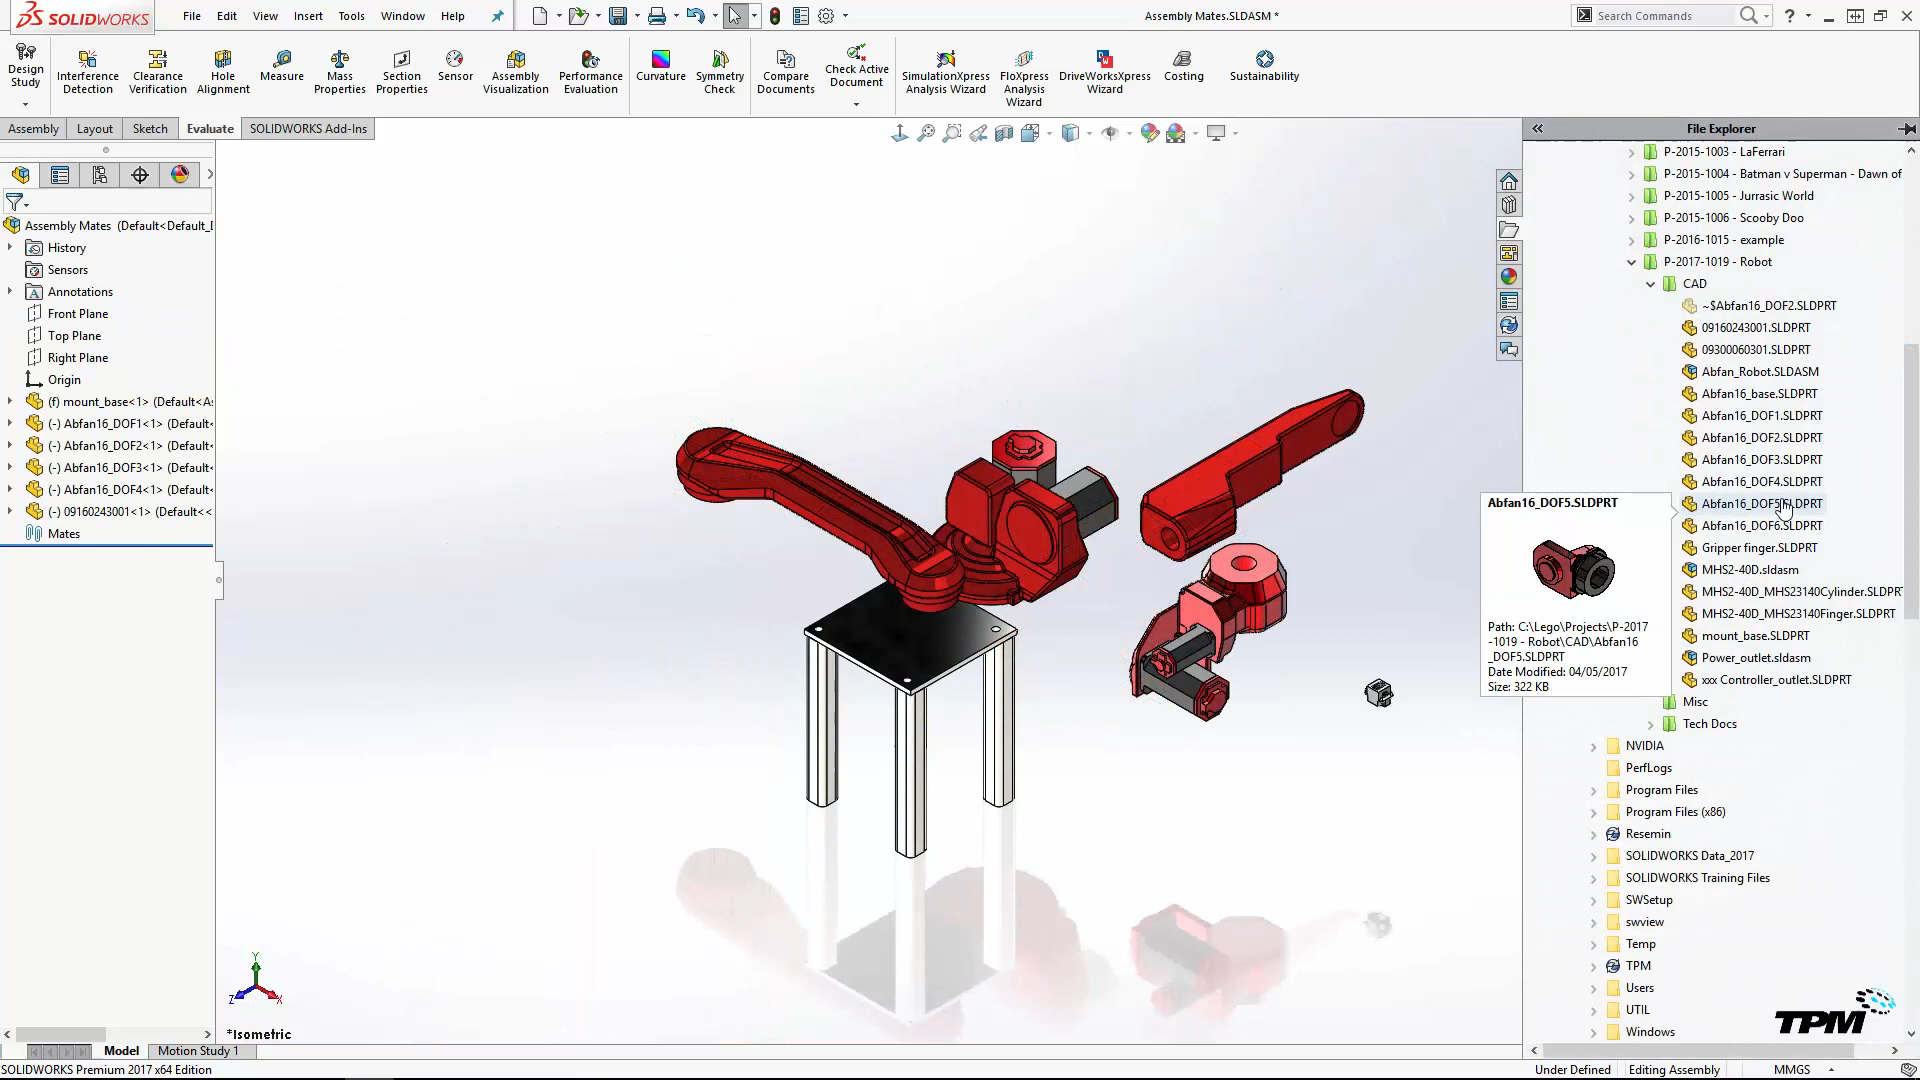 SOLIDWORKS
File Edit View Insert Tools Window Help
Assembly Mates.SLDASM *
Search Commands
Design Study
Interference Detection
Clearance Verification
Hole Alignment
Measure
Mass Properties
Section Properties
Sensor
Assembly Visualization
Performance Evaluation
Curvature
Symmetry Check
Compare Documents
Check Active Document
SimulationXpress Analysis Wizard
FloXpress Analysis Wizard
DriveWorksXpress Wizard
Costing
Sustainability
Assembly Layout Sketch Evaluate SOLIDWORKS Add-Ins
Assembly Mates (Default<Default_D
History
Sensors
Annotations
Front Plane
Top Plane
Right Plane
Origin
(f) mount_base<1> (Default<As
(-) Abfan16_DOF1<1> (Default<
(-) Abfan16_DOF2<1> (Default<
(-) Abfan16_DOF3<1> (Default<
(-) Abfan16_DOF4<1> (Default<
(-) 09160243001<1> (Default<<
Mates
Y
Z
X
*Isometric
Model Motion Study 1
SOLIDWORKS Premium 2017 x64 Edition
File Explorer
P-2015-1003 - LaFerrari
P-2015-1004 - Batman v Superman - Dawn of
P-2015-1005 - Jurrasic World
P-2015-1006 - Scooby Doo
P-2016-1015 - example
P-2017-1019 - Robot
CAD
~$Abfan16_DOF2.SLDPRT
09160243001.SLDPRT
09300060301.SLDPRT
Abfan_Robot.SLDASM
Abfan16_base.SLDPRT
Abfan16_DOF1.SLDPRT
Abfan16_DOF2.SLDPRT
Abfan16_DOF3.SLDPRT
Abfan16_DOF4.SLDPRT
Abfan16_DOF5.SLDPRT
Abfan16_DOF6.SLDPRT
Gripper finger.SLDPRT
MHS2-40D.sldasm
MHS2-40D_MHS23140Cylinder.SLDPR
MHS2-40D_MHS23140Finger.SLDPRT
mount_base.SLDPRT
Power_outlet.sldasm
xxx Controller_outlet.SLDPRT
Misc
Tech Docs
NVIDIA
PerfLogs
Program Files
Program Files (x86)
Resemin
SOLIDWORKS Data_2017
SOLIDWORKS Training Files
SWSetup
swview
Temp
TPM
Users
UTIL
Windows
Abfan16_DOF5.SLDPRT
Path: C:\Lego\Projects\P-2017
-1019 - Robot\CAD\Abfan16
_DOF5.SLDPRT
Date Modified: 04/05/2017
Size: 322 KB
TPM
Under Defined Editing Assembly MMGS